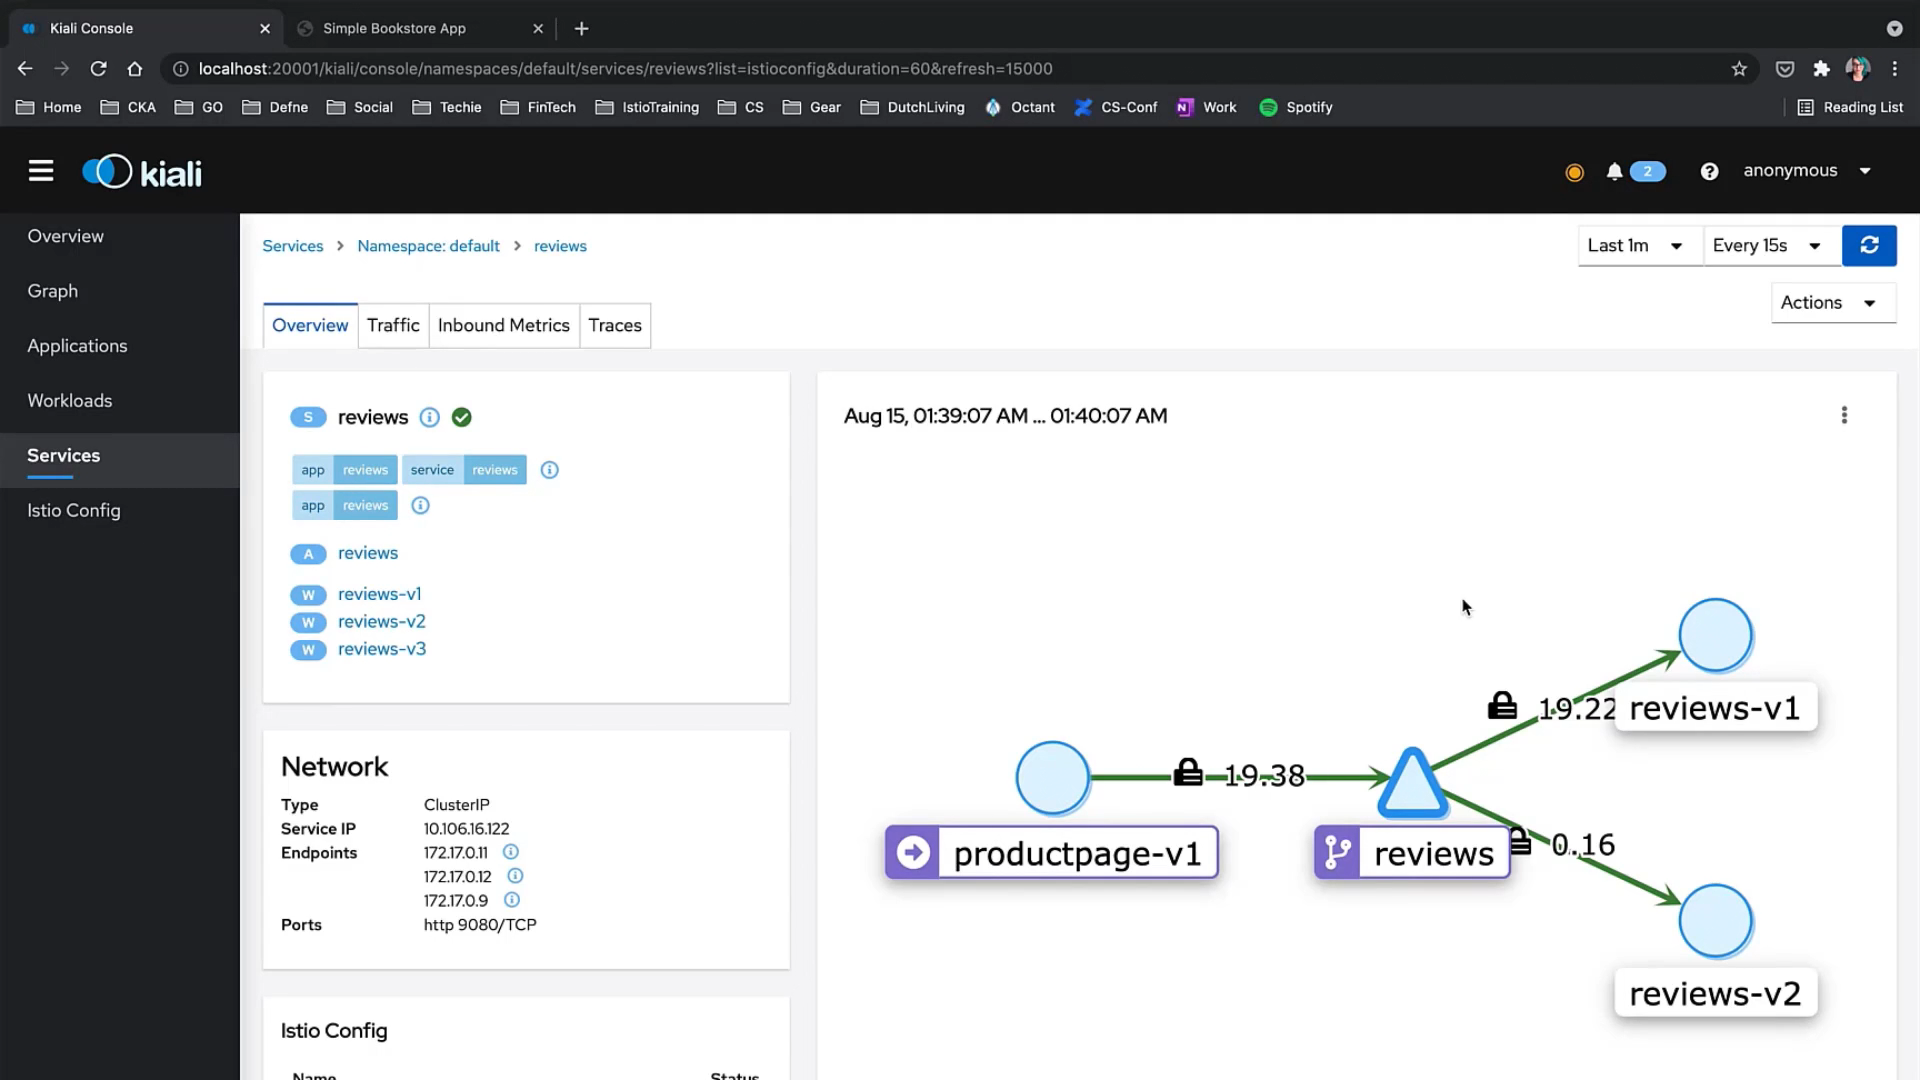 Kiali Console
Simple Bookstore App
localhost:20001/kiali/console/namespaces/default/services/reviews?list=istioconfig&duration=60&refresh=15000
Home CKA GO Defne Social Techie FinTech IstioTraining CS Gear DutchLiving Octant CS-Conf Work Spotify Reading List
kiali
2
anonymous
Overview
Graph
Applications
Workloads
Services
Istio Config
Services > Namespace: default > reviews
Last 1m
Every 15s
Actions
Overview Traffic Inbound Metrics Traces
S reviews
app reviews service reviews
app reviews
A reviews
W reviews-v1
W reviews-v2
W reviews-v3
Network
Type ClusterIP
Service IP 10.106.16.122
Endpoints 172.17.0.11
172.17.0.12
172.17.0.9
Ports http 9080/TCP
Istio Config
Name Status
Aug 15, 01:39:07 AM ... 01:40:07 AM
19.22
reviews-v1
19.38
productpage-v1
reviews
0.16
reviews-v2